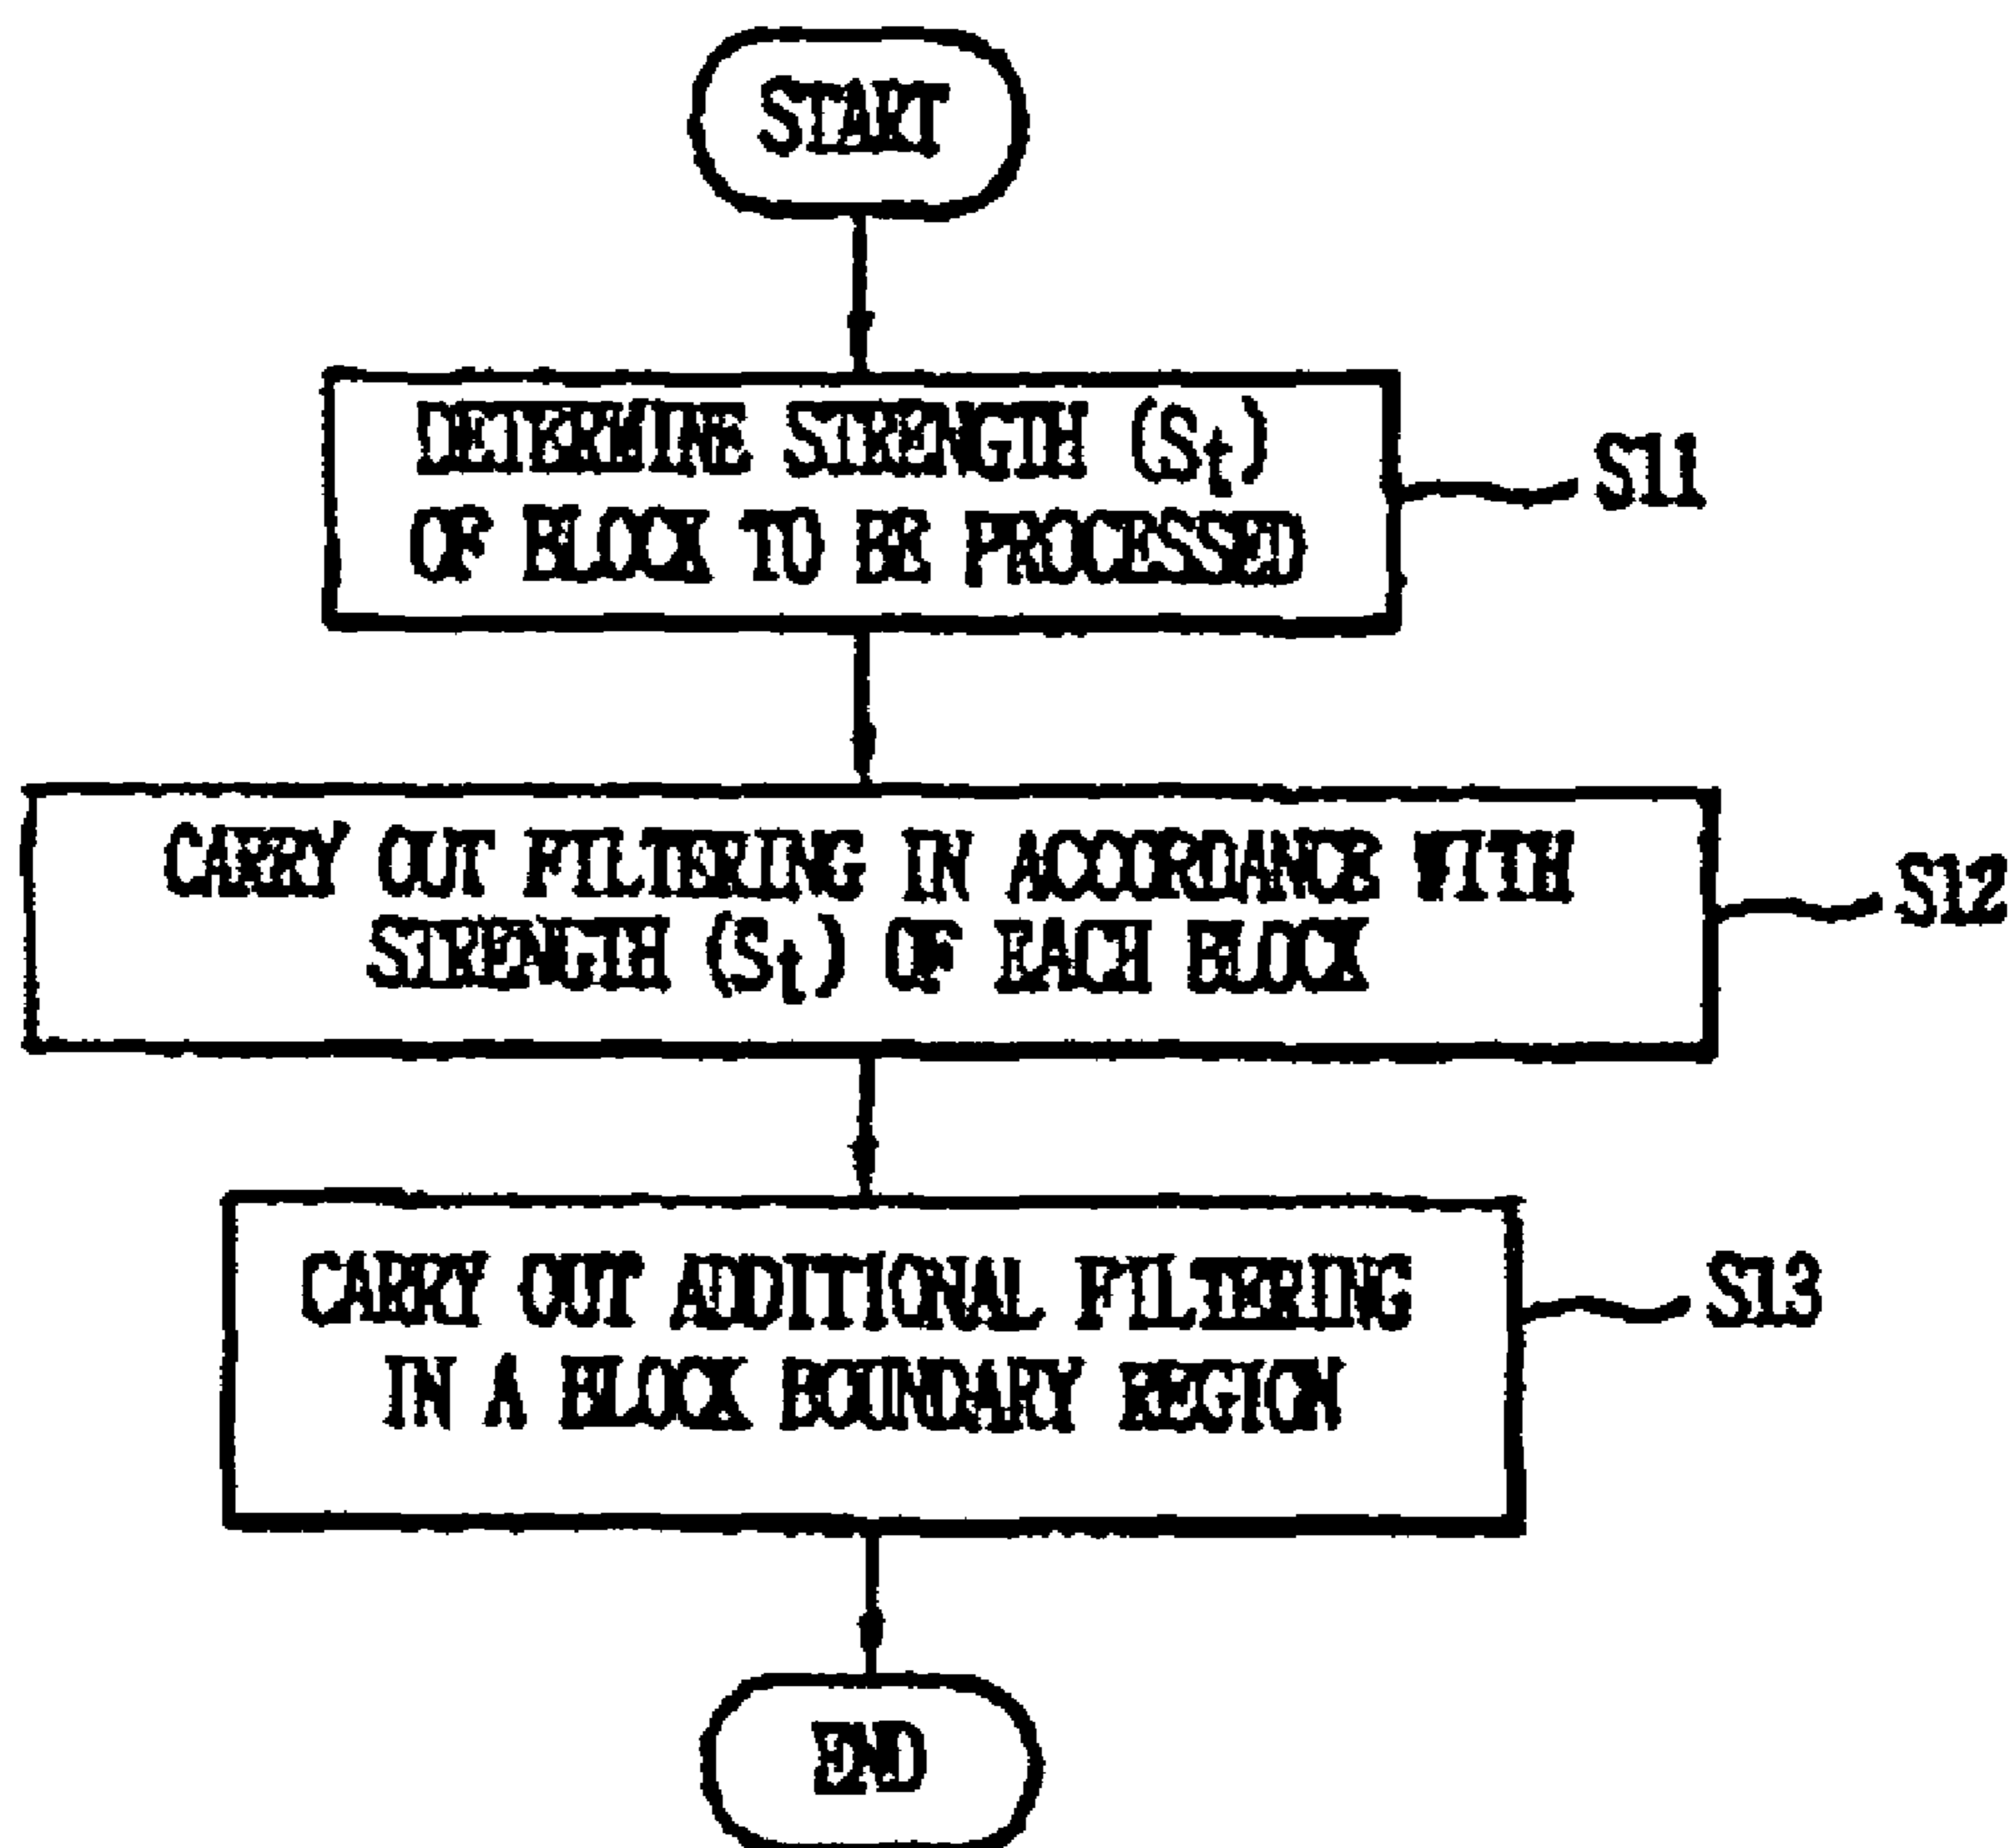 START
DETERMINE STRENGTH (St)
OF BLOCK TO BE PROCESSED
S11
CARRY OUT FILTERING IN ACCORDANCE WITH
STRENGTH (St) OF EACH BLOCK
S12
CARRY OUT ADDITIONAL FILTERING
IN A BLOCK BOUNDARY REGION
S13
END